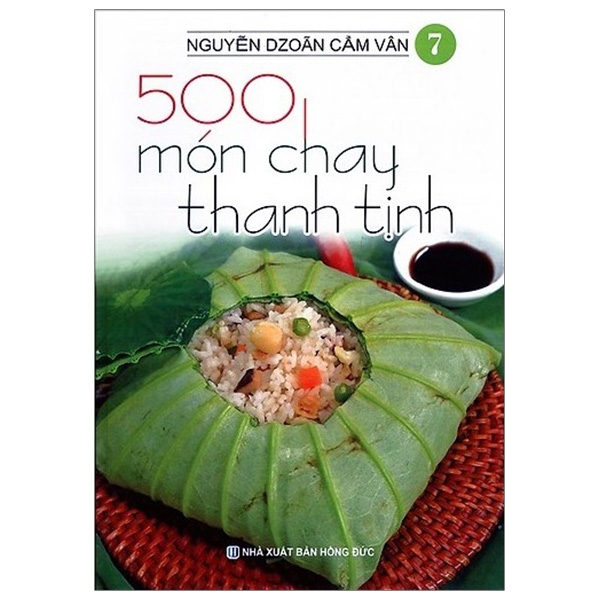 NGUYỄN DZOÃN CẨM VÂN 7
500
món chay
thanh tịnh
NHÀ XUẤT BẢN HỒNG ĐỨC